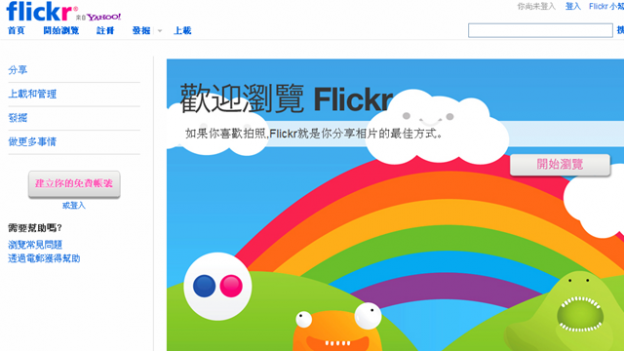 flickr® 來自 YAHOO!
你尚未登入 登入 Flickr 小
首頁 開始瀏覽 註冊 發掘 上載
分享
上載和管理
發掘
做更多事情
建立你的免費帳號
或登入
需要幫助嗎?
瀏覽常見問題
透過電郵獲得幫助
歡迎瀏覽 Flickr
如果你喜歡拍照,Flickr就是你分享相片的最佳方式。
開始瀏覽